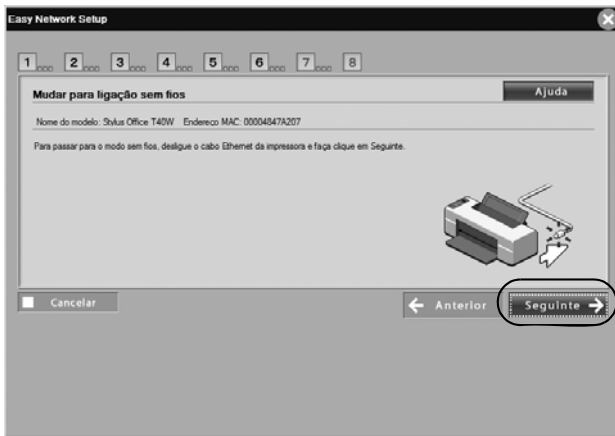 Easy Network Setup
1 2 3 4 5 6 7 8
Mudar para ligação sem fios
Ajuda
Nome do modelo: Stylus Office T40W Endereço MAC: 00004847A207
Para passar para o modo sem fios, desligue o cabo Ethernet da impressora e faça clique em Seguinte.
Cancelar
Anterior
Seguinte